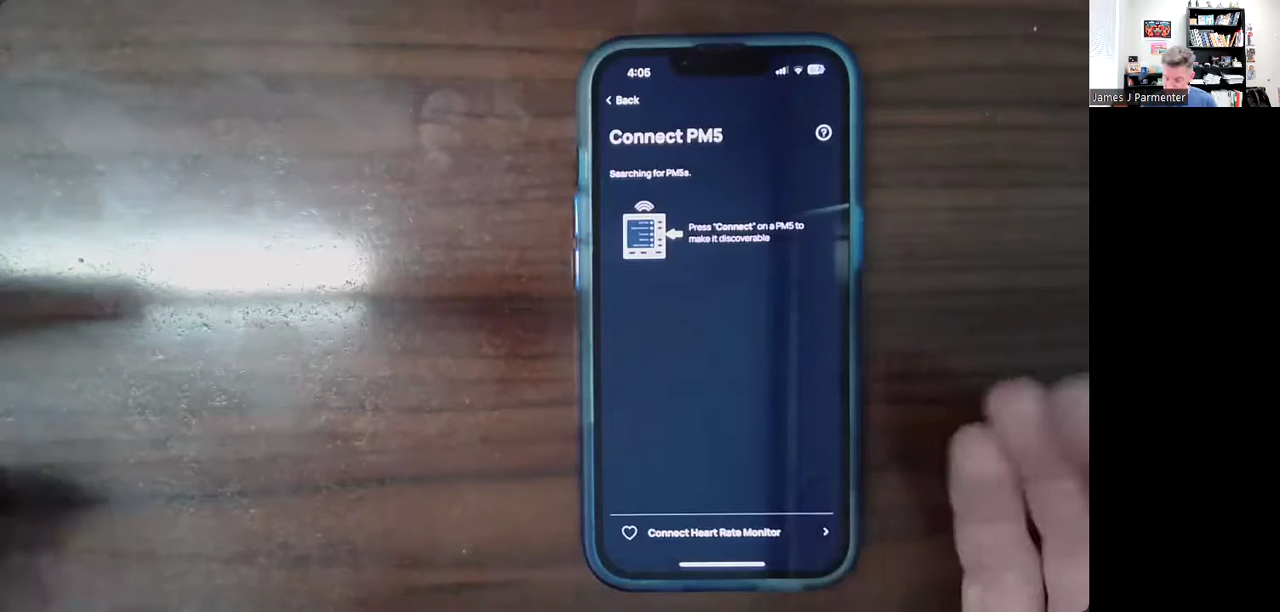 4:05
Back
Connect PM5
Searching for PM5s.
Press "Connect" on a PM5 to
make it discoverable
Connect Heart Rate Monitor
James J Parmenter